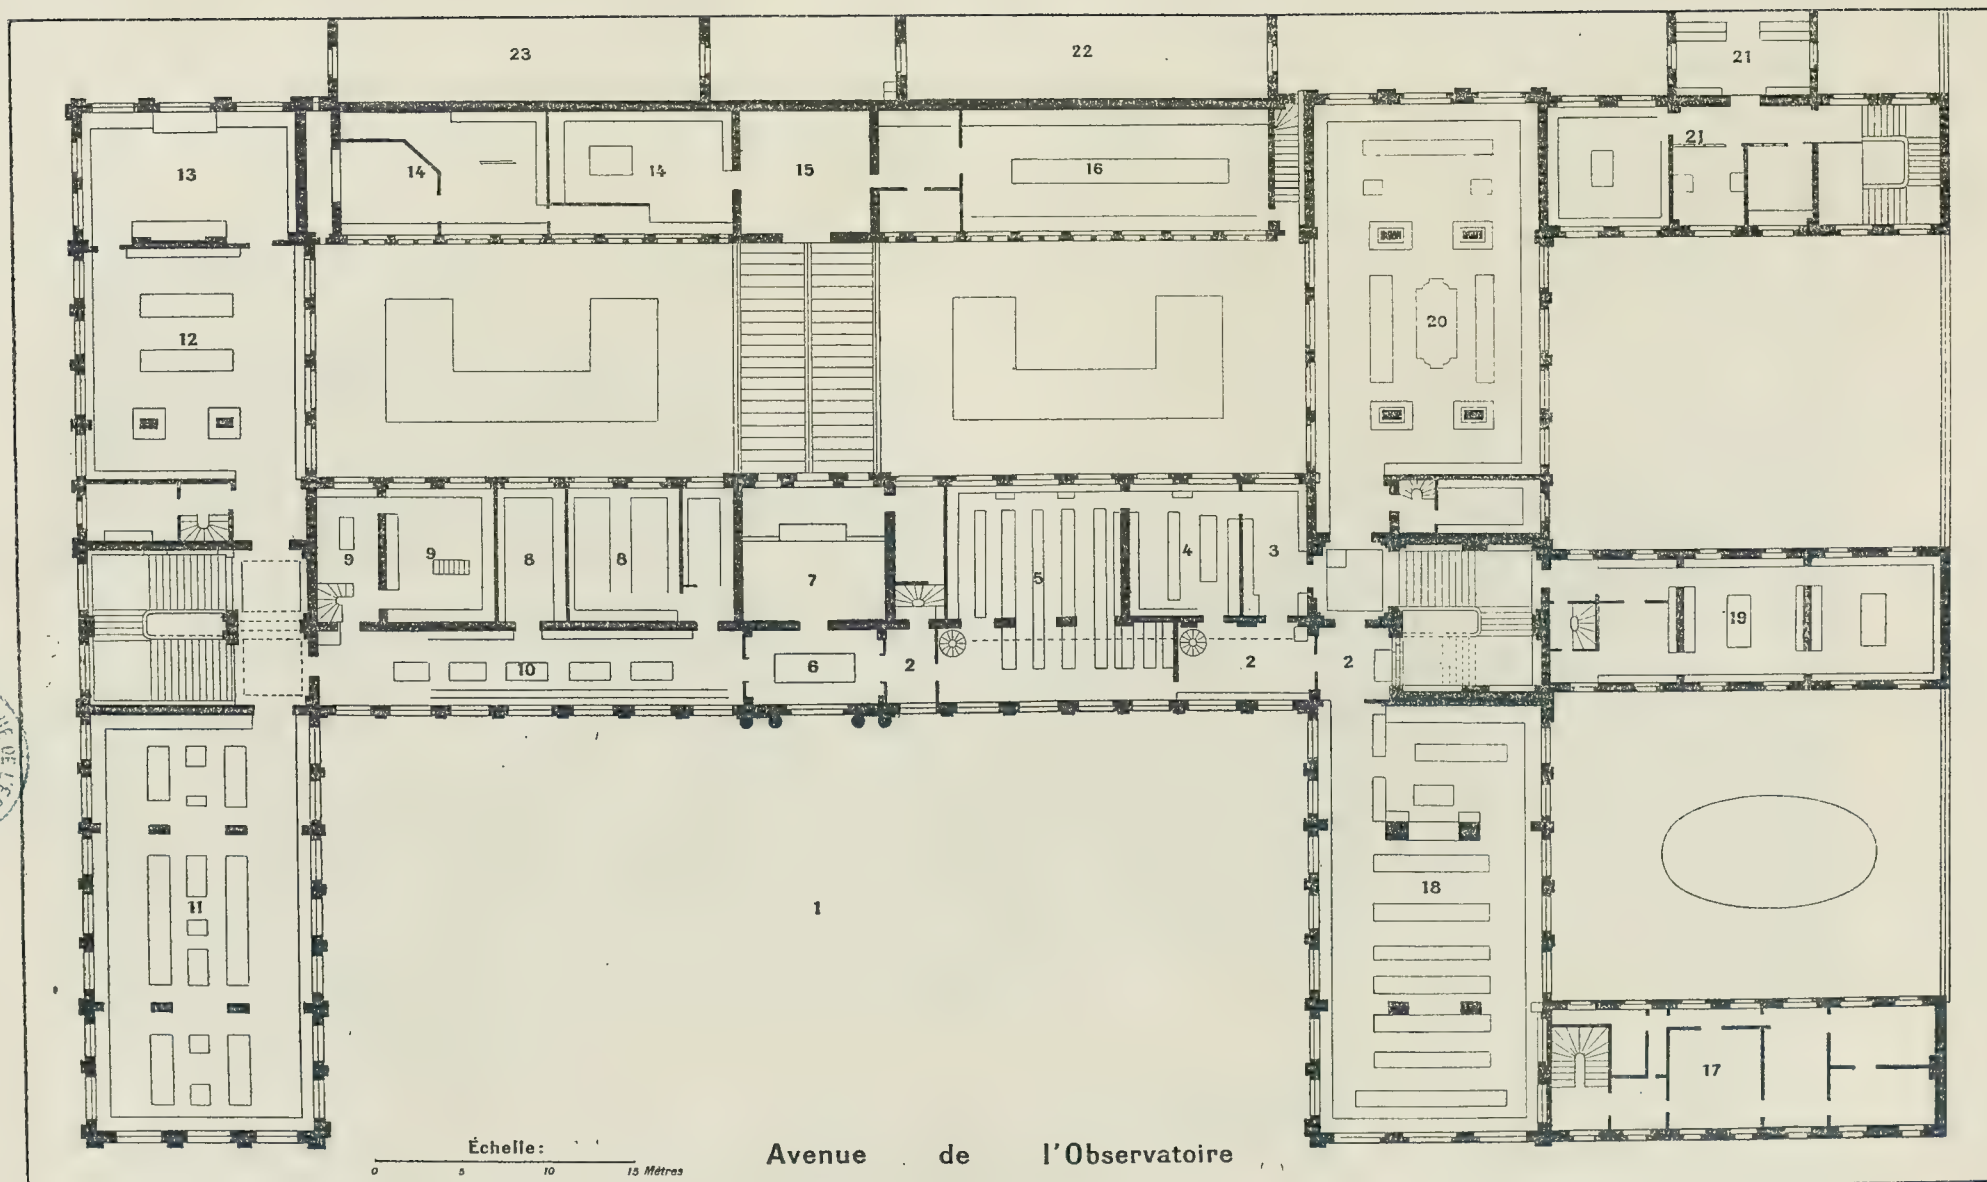 23 22 21
13 14 14 15 16 21
12 20
9 9 8 8 7 5 4 3
10 6 2 2 2 19
11 1 18
17
Échelle:
0 5 10 15 Mètres
Avenue de l'Observatoire